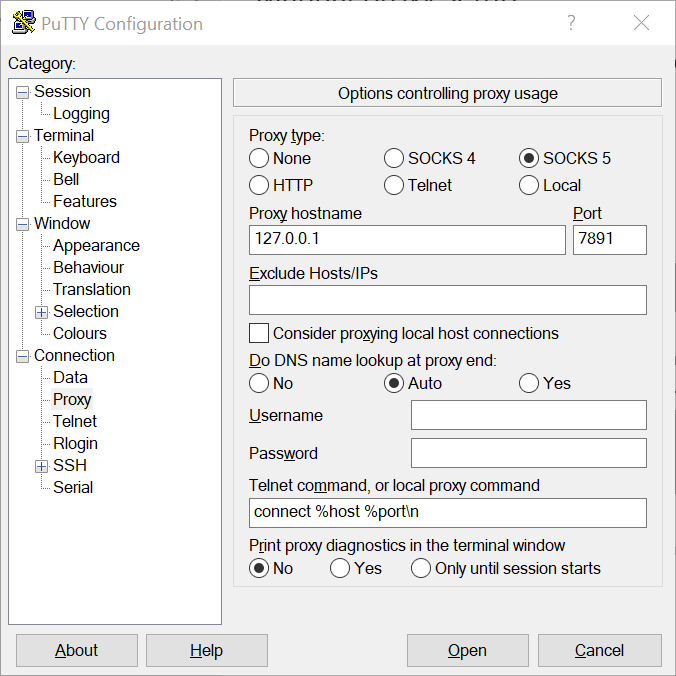 PuTTY Configuration
?
Category:
Session
Logging
Terminal
Keyboard
Bell
Features
Window
Appearance
Behaviour
Translation
Selection
Colours
Connection
Data
Proxy
Telnet
Rlogin
SSH
Serial
Options controlling proxy usage
Proxy type:
None SOCKS 4 SOCKS 5
HTTP Telnet Local
Proxy hostname Port
127.0.0.1 7891
Exclude Hosts/IPs
Consider proxying local host connections
Do DNS name lookup at proxy end:
No Auto Yes
Username
Password
Telnet command, or local proxy command
connect %host %port\n
Print proxy diagnostics in the terminal window
No Yes Only until session starts
About Help Open Cancel